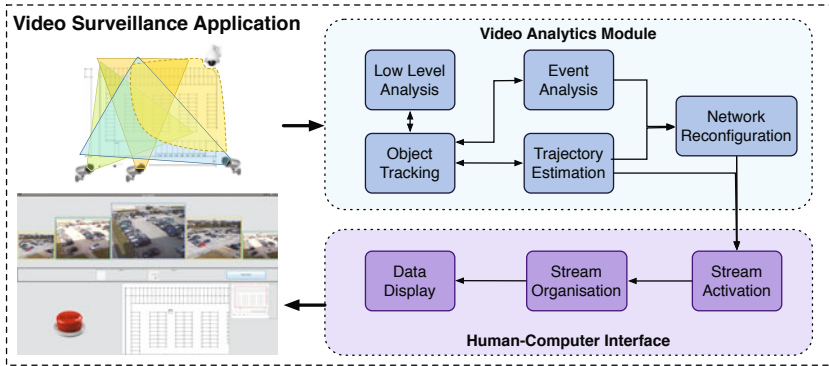 Video Surveillance Application
Video Analytics Module
Low Level
Analysis
Event
Analysis
Network
Reconfiguration
Object
Tracking
Trajectory
Estimation
Data
Display
Stream
Organisation
Stream
Activation
Human-Computer Interface